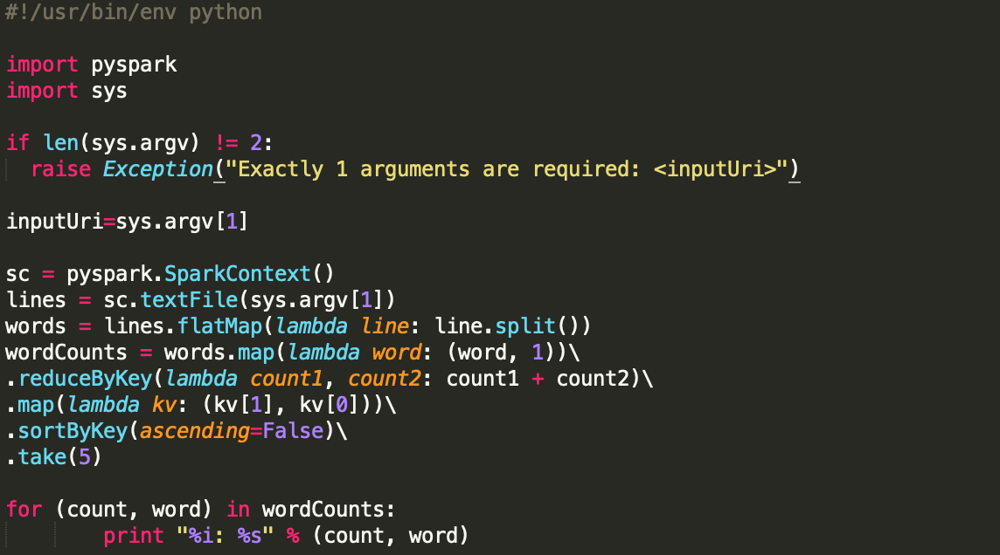 #!/usr/bin/env python
import pyspark
import sys
if len(sys.argv) != 2:
  raise Exception("Exactly 1 arguments are required: <inputUri>")
inputUri=sys.argv[1]
sc = pyspark.SparkContext()
lines = sc.textFile(sys.argv[1])
words = lines.flatMap(lambda line: line.split())
wordCounts = words.map(lambda word: (word, 1))\
.reduceByKey(lambda count1, count2: count1 + count2)\
.map(lambda kv: (kv[1], kv[0]))\
.sortByKey(ascending=False)\
.take(5)
for (count, word) in wordCounts:
        print "%i: %s" % (count, word)